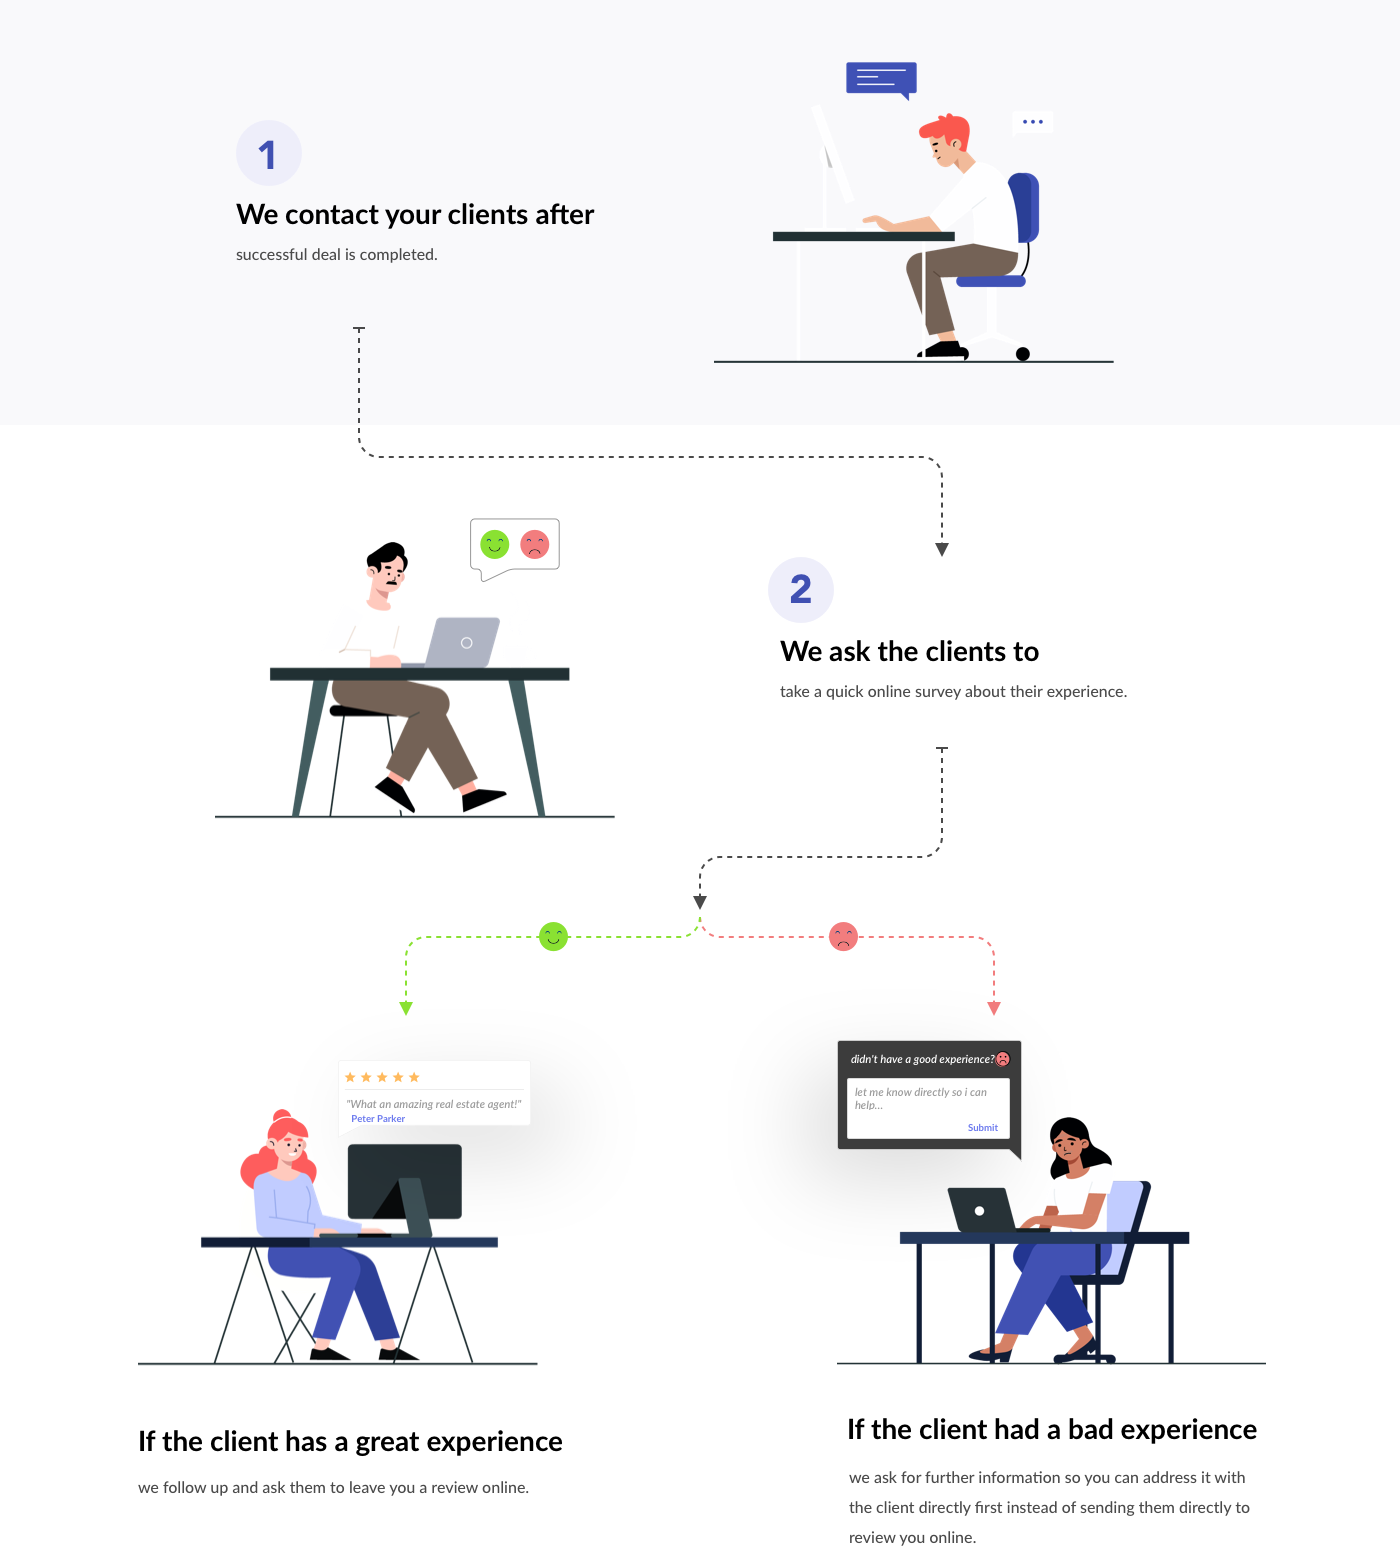 1
We contact your clients after
successful deal is completed.
2
We ask the clients to
take a quick online survey about their experience.
"What an amazing real estate agent!"
Peter Parker
didn't have a good experience?
let me know directly so i can
help...
Submit
If the client has a great experience
we follow up and ask them to leave you a review online.
If the client had a bad experience
we ask for further information so you can address it with
the client directly first instead of sending them directly to
review you online.